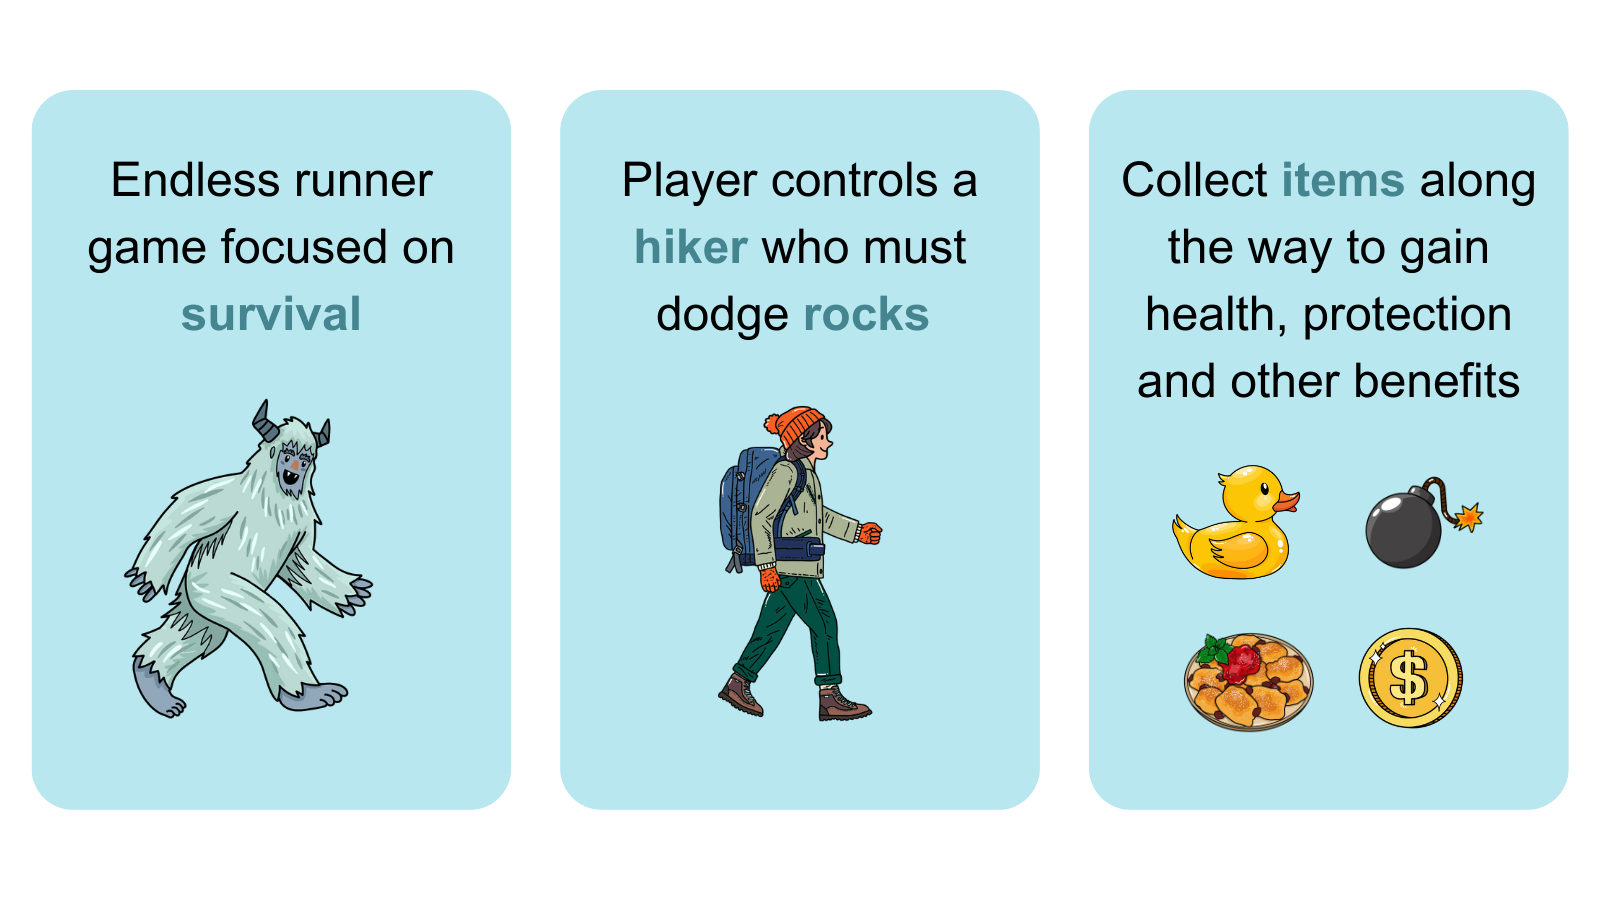 Endless runner
game focused on
survival
Player controls a
hiker who must
dodge rocks
Collect items along
the way to gain
health, protection
and other benefits
$